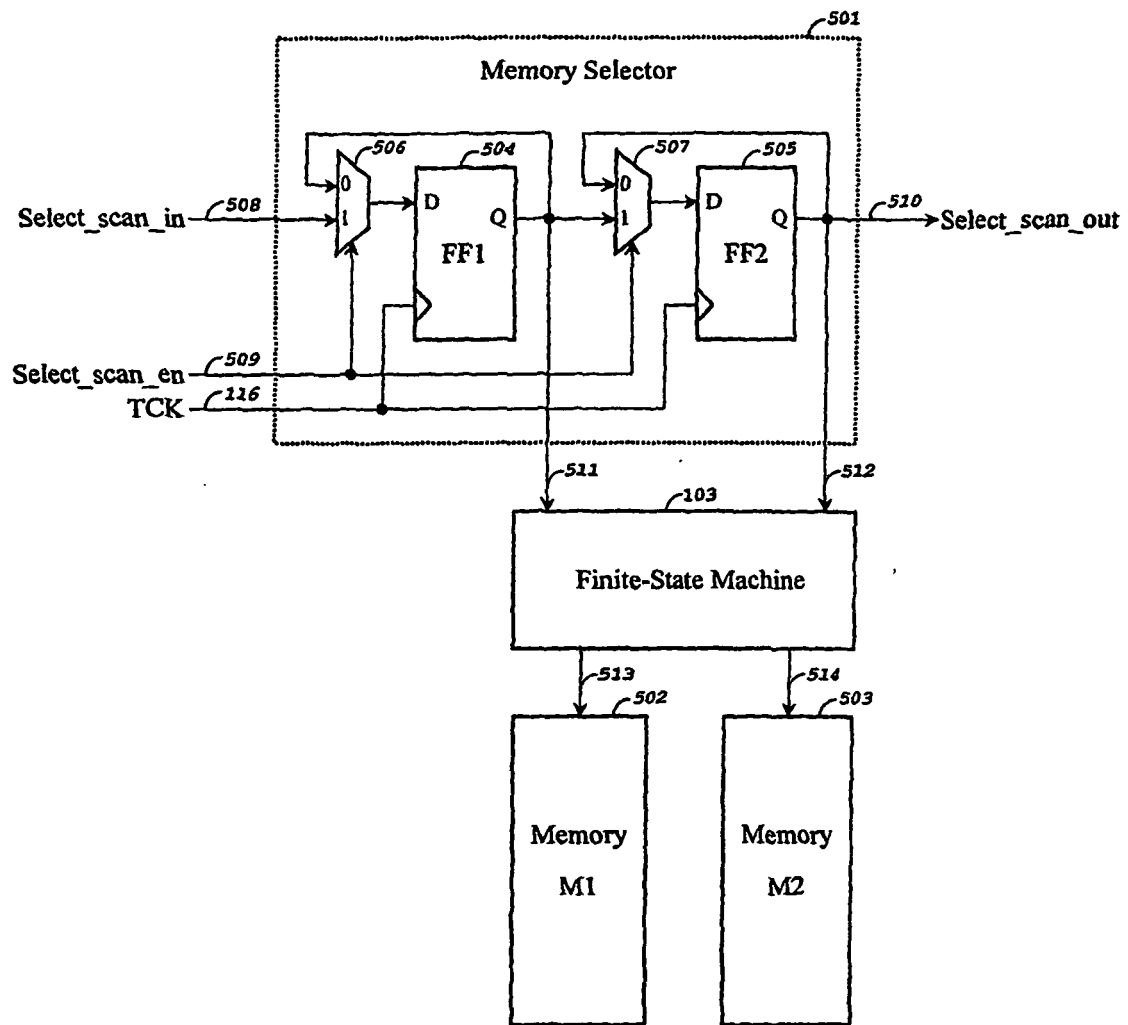 501
Memory Selector
506
504
507
505
0
1
D
Q
FF1
0
1
D
Q
FF2
Select_scan_in
508
510
Select_scan_out
Select_scan_en
509
TCK
116
511
512
103
Finite-State Machine
513
514
502
503
Memory
M1
Memory
M2